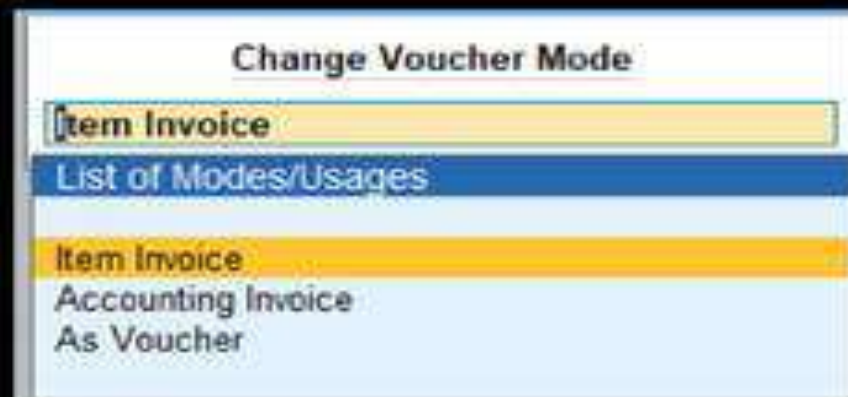 Change Voucher Mode
Item Invoice
List of Modes/Usages
Item Invoice
Accounting Invoice
As Voucher